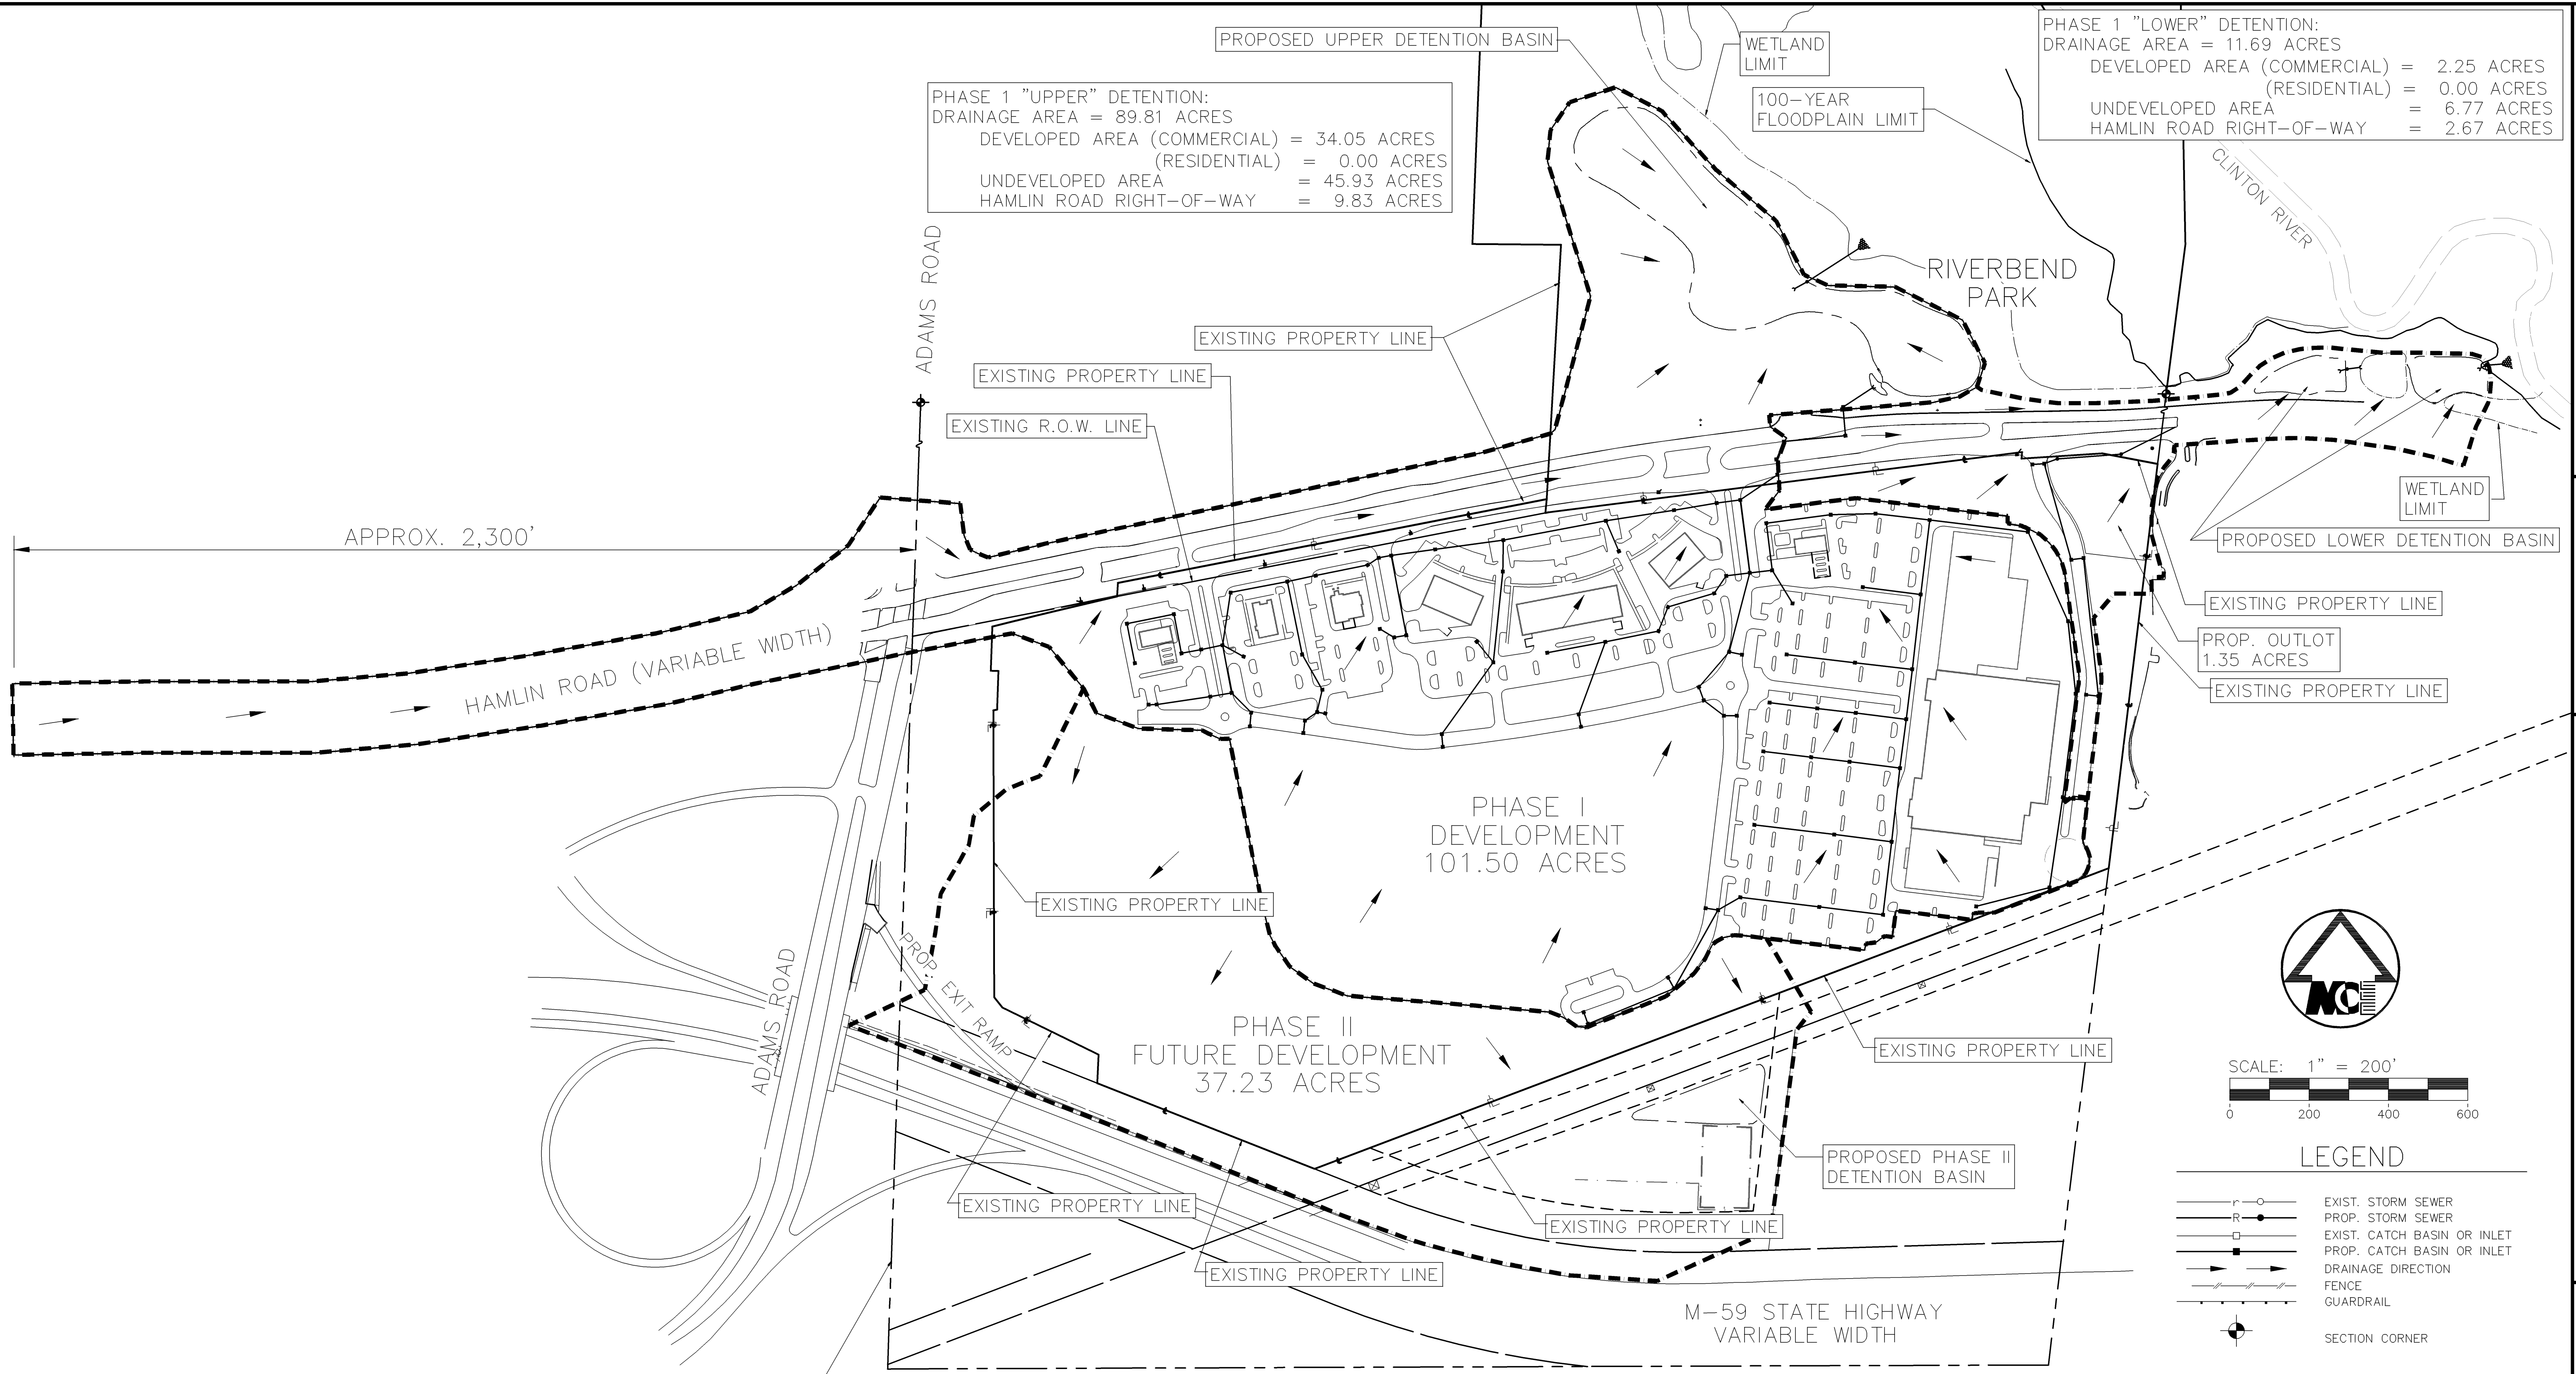 PROPOSED UPPER DETENTION BASIN
WETLAND
LIMIT
PHASE 1 "LOWER" DETENTION:
DRAINAGE AREA = 11.69 ACRES
DEVELOPED AREA (COMMERCIAL) = 2.25 ACRES
(RESIDENTIAL) = 0.00 ACRES
UNDEVELOPED AREA = 6.77 ACRES
HAMLIN ROAD RIGHT-OF-WAY = 2.67 ACRES
PHASE 1 "UPPER" DETENTION:
DRAINAGE AREA = 89.81 ACRES
DEVELOPED AREA (COMMERCIAL) = 34.05 ACRES
(RESIDENTIAL) = 0.00 ACRES
UNDEVELOPED AREA = 45.93 ACRES
HAMLIN ROAD RIGHT-OF-WAY = 9.83 ACRES
100-YEAR
FLOODPLAIN LIMIT
CLINTON RIVER
ADAMS ROAD
RIVERBEND
PARK
EXISTING PROPERTY LINE
EXISTING PROPERTY LINE
EXISTING R.O.W. LINE
WETLAND
LIMIT
APPROX. 2,300'
PROPOSED LOWER DETENTION BASIN
EXISTING PROPERTY LINE
PROP. OUTLOT
1.35 ACRES
EXISTING PROPERTY LINE
HAMLIN ROAD (VARIABLE WIDTH)
PHASE I
DEVELOPMENT
101.50 ACRES
EXISTING PROPERTY LINE
ADAMS ROAD
PROP. EXIT RAMP
PHASE II
FUTURE DEVELOPMENT
37.23 ACRES
EXISTING PROPERTY LINE
NCE
SCALE: 1" = 200'
0 200 400 600
PROPOSED PHASE II
DETENTION BASIN
EXISTING PROPERTY LINE
EXISTING PROPERTY LINE
EXISTING PROPERTY LINE
M-59 STATE HIGHWAY
VARIABLE WIDTH
LEGEND
r EXIST. STORM SEWER
R PROP. STORM SEWER
EXIST. CATCH BASIN OR INLET
PROP. CATCH BASIN OR INLET
DRAINAGE DIRECTION
FENCE
GUARDRAIL
SECTION CORNER